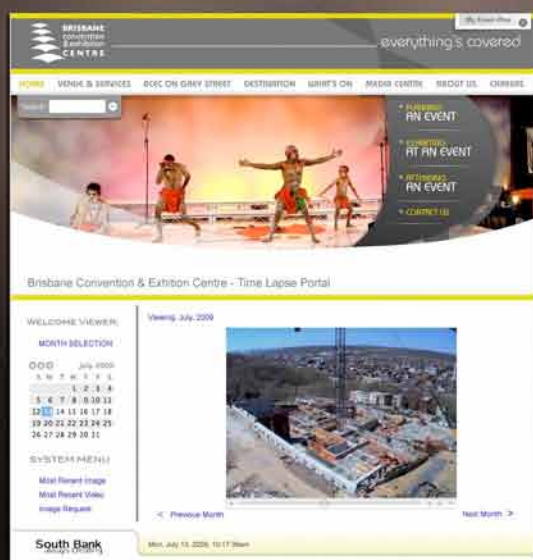 BRISBANE
convention
& exhibition
CENTRE
everything's covered
HOME VENUE & SERVICES BCEC ON GREY STREET DESTINATION WHAT'S ON MEDIA CENTRE ABOUT US CAREERS
Search
PLANNING
AN EVENT
EXHIBITING
AT AN EVENT
ATTENDING
AN EVENT
CONTACT US
Brisbane Convention & Exhition Centre - Time Lapse Portal
WELCOME VIEWER,
MONTH SELECTION
July 2009
S M T W T F S
1 2 3 4
5 6 7 8 9 10 11
12 13 14 15 16 17 18
19 20 21 22 23 24 25
26 27 28 29 30 31
SYSTEM MENU
Most Recent Image
Most Recent Video
Image Request
Viewing: July, 2009
< Previous Month
Next Month >
South Bank
Mon, July 13, 2009, 10:17:36am